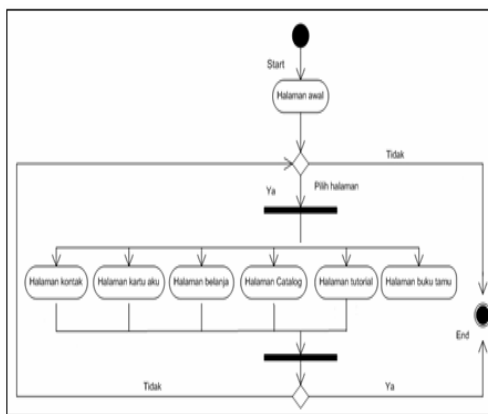 Start
Halaman awal
Tidak
Ya
Pilih halaman
Halaman kontak
Halaman kartu aku
Halaman belanja
Halaman Catalog
Halaman tutorial
Halaman buku tamu
End
Tidak
Ya